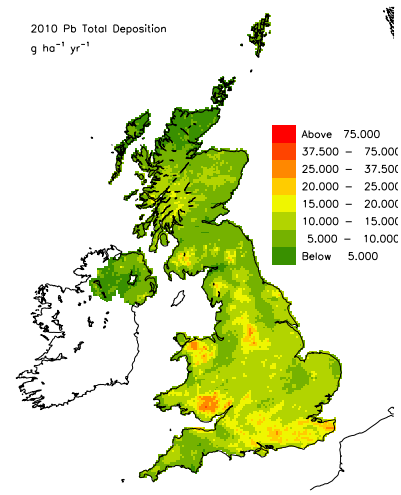 2010 Pb Total Deposition
g ha⁻¹ yr⁻¹
Above 75.000
37.500 – 75.000
25.000 – 37.500
20.000 – 25.000
15.000 – 20.000
10.000 – 15.000
5.000 – 10.000
Below 5.000